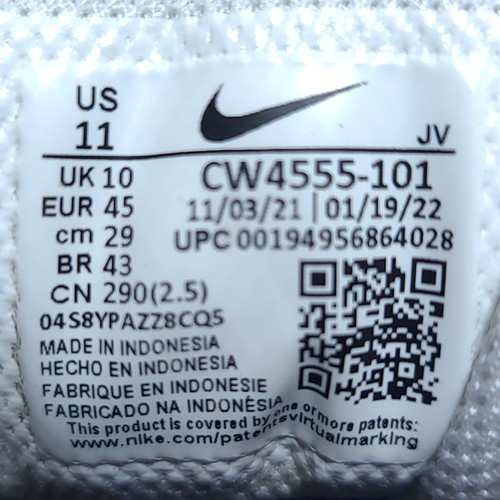 US
11
JV
UK 10
CW4555-101
EUR 45
11/03/21 | 01/19/22
cm 29
UPC 00194956864028
BR 43
CN 290(2.5)
04S8YPAZZ8CQ5
MADE IN INDONESIA
HECHO EN INDONESIA
FABRIQUE EN INDONESIE
FABRICADO NA INDONÉSIA
This product is covered by one or more patents:
www.nike.com/patentsvirtualmarking